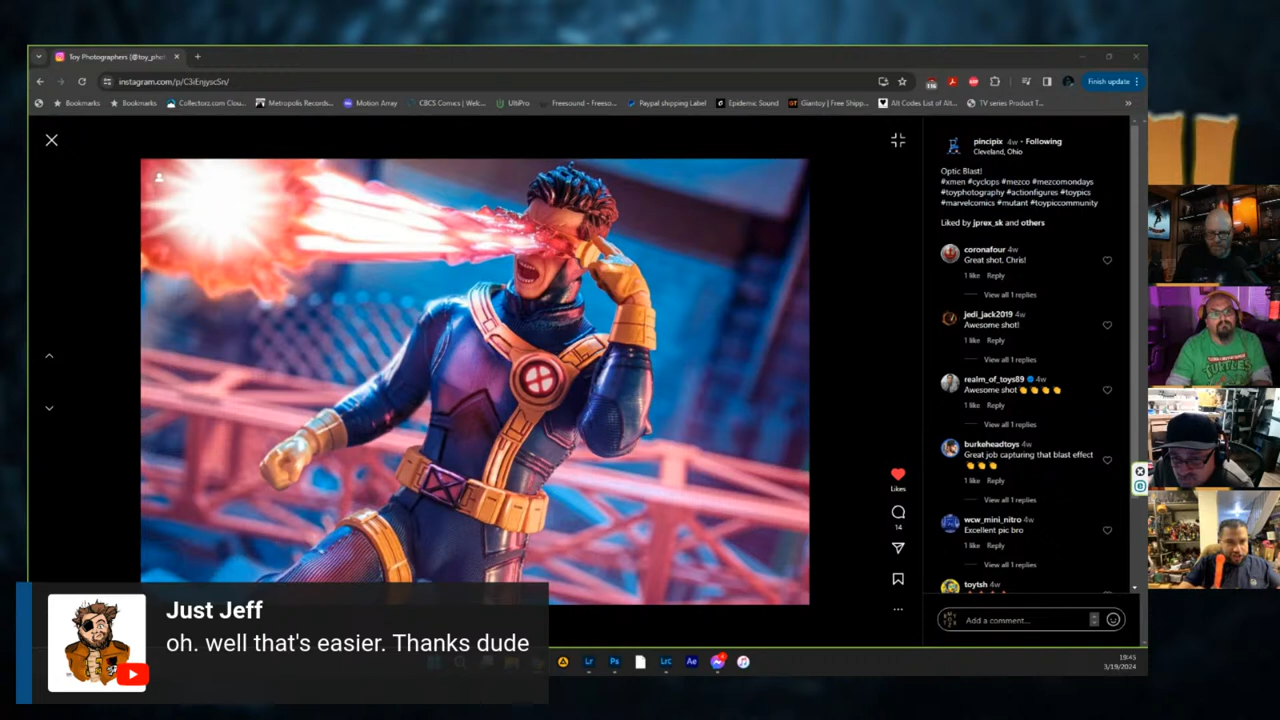 Toy Photographers (@toy_phot
instagram.com/p/C3iEnjyscSn/
Finish update
Bookmarks
Bookmarks
Collectorz.com Clou...
Metropolis Records...
Motion Array
CBCS Comics | Welc...
UltiPro
Freesound - Freeso...
Paypal shipping Label
Epidemic Sound
Giantoy | Free Shipp...
Alt Codes List of Alt...
TV series Product T...
pincipix 4w • Following
Cleveland, Ohio
Optic Blast!
#xmen #cyclops #mezco #mezcomondays
#toyphotography #actionfigures #toypics
#marvelcomics #mutant #toypiccommunity
Liked by jprex_sk and others
coronafour 4w
Great shot, Chris!
1 like Reply
View all 1 replies
jedi_jack2019 4w
Awesome shot!
1 like Reply
View all 1 replies
realm_of_toys89 4w
Awesome shot 👏👏👏👏
1 like Reply
View all 1 replies
burkeheadtoys 4w
Great job capturing that blast effect
👏👏👏
1 like Reply
View all 1 replies
wcw_mini_nitro 4w
Excellent pic bro
1 like Reply
View all 1 replies
toytsh 4w
Likes
14
Add a comment...
Just Jeff
oh. well that's easier. Thanks dude
Lr
Ps
Lrc
Ae
19:45
3/19/2024
TURTLES